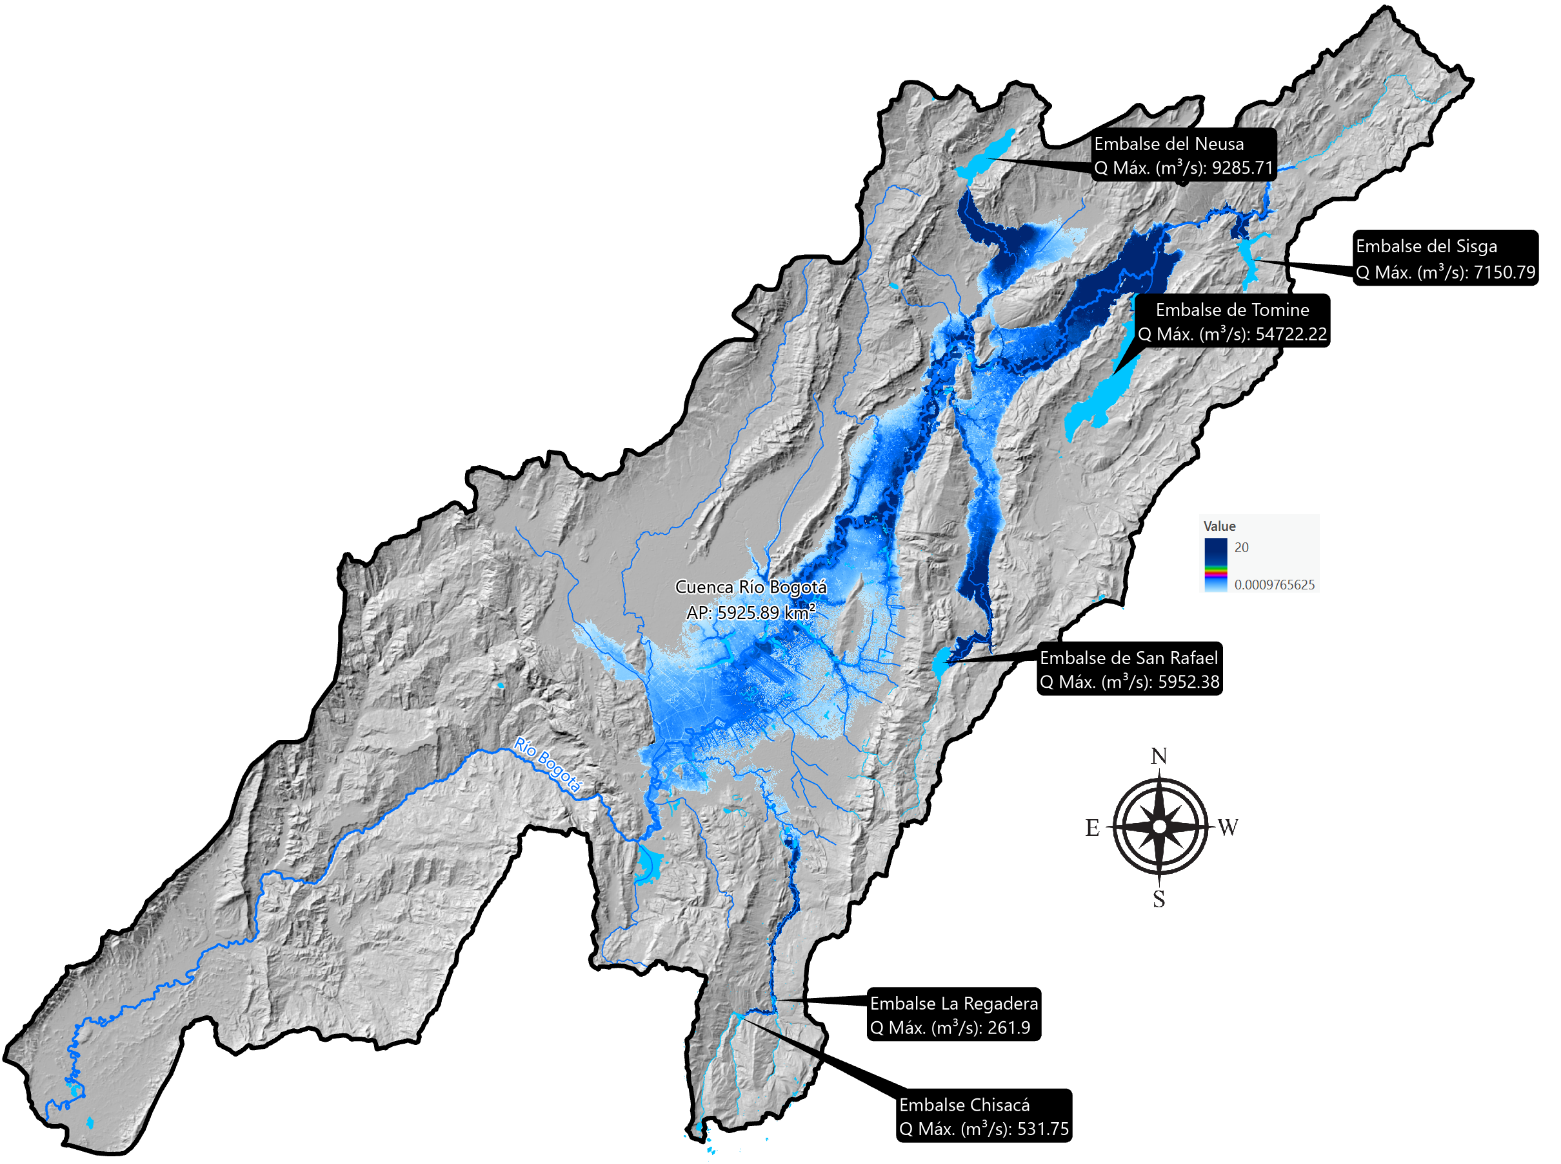 Embalse del Neusa
Q Máx. (m³/s): 9285.71
Embalse del Sisga
Q Máx. (m³/s): 7150.79
Embalse de Tomine
Q Máx. (m³/s): 54722.22
Value
20
0.0009765625
Cuenca Río Bogotá
AP: 5925.89 km²
Embalse de San Rafael
Q Máx. (m³/s): 5952.38
Río Bogotá
N
E
W
S
Embalse La Regadera
Q Máx. (m³/s): 261.9
Embalse Chisacá
Q Máx. (m³/s): 531.75